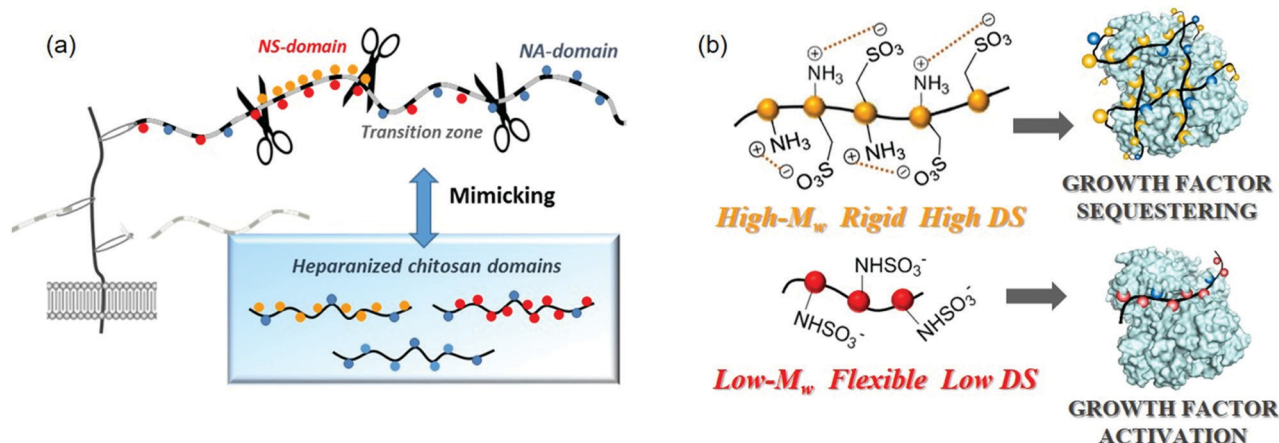 (a)
NS-domain
NA-domain
Transition zone
Mimicking
Heparanized chitosan domains
(b)
SO₃
SO₃
NH₃
NH₃
NH₃
NH₃
O₃S
O₃S
High-Mw Rigid High DS
GROWTH FACTOR
SEQUESTERING
NHSO₃⁻
NHSO₃⁻
NHSO₃⁻
Low-Mw Flexible Low DS
GROWTH FACTOR
ACTIVATION